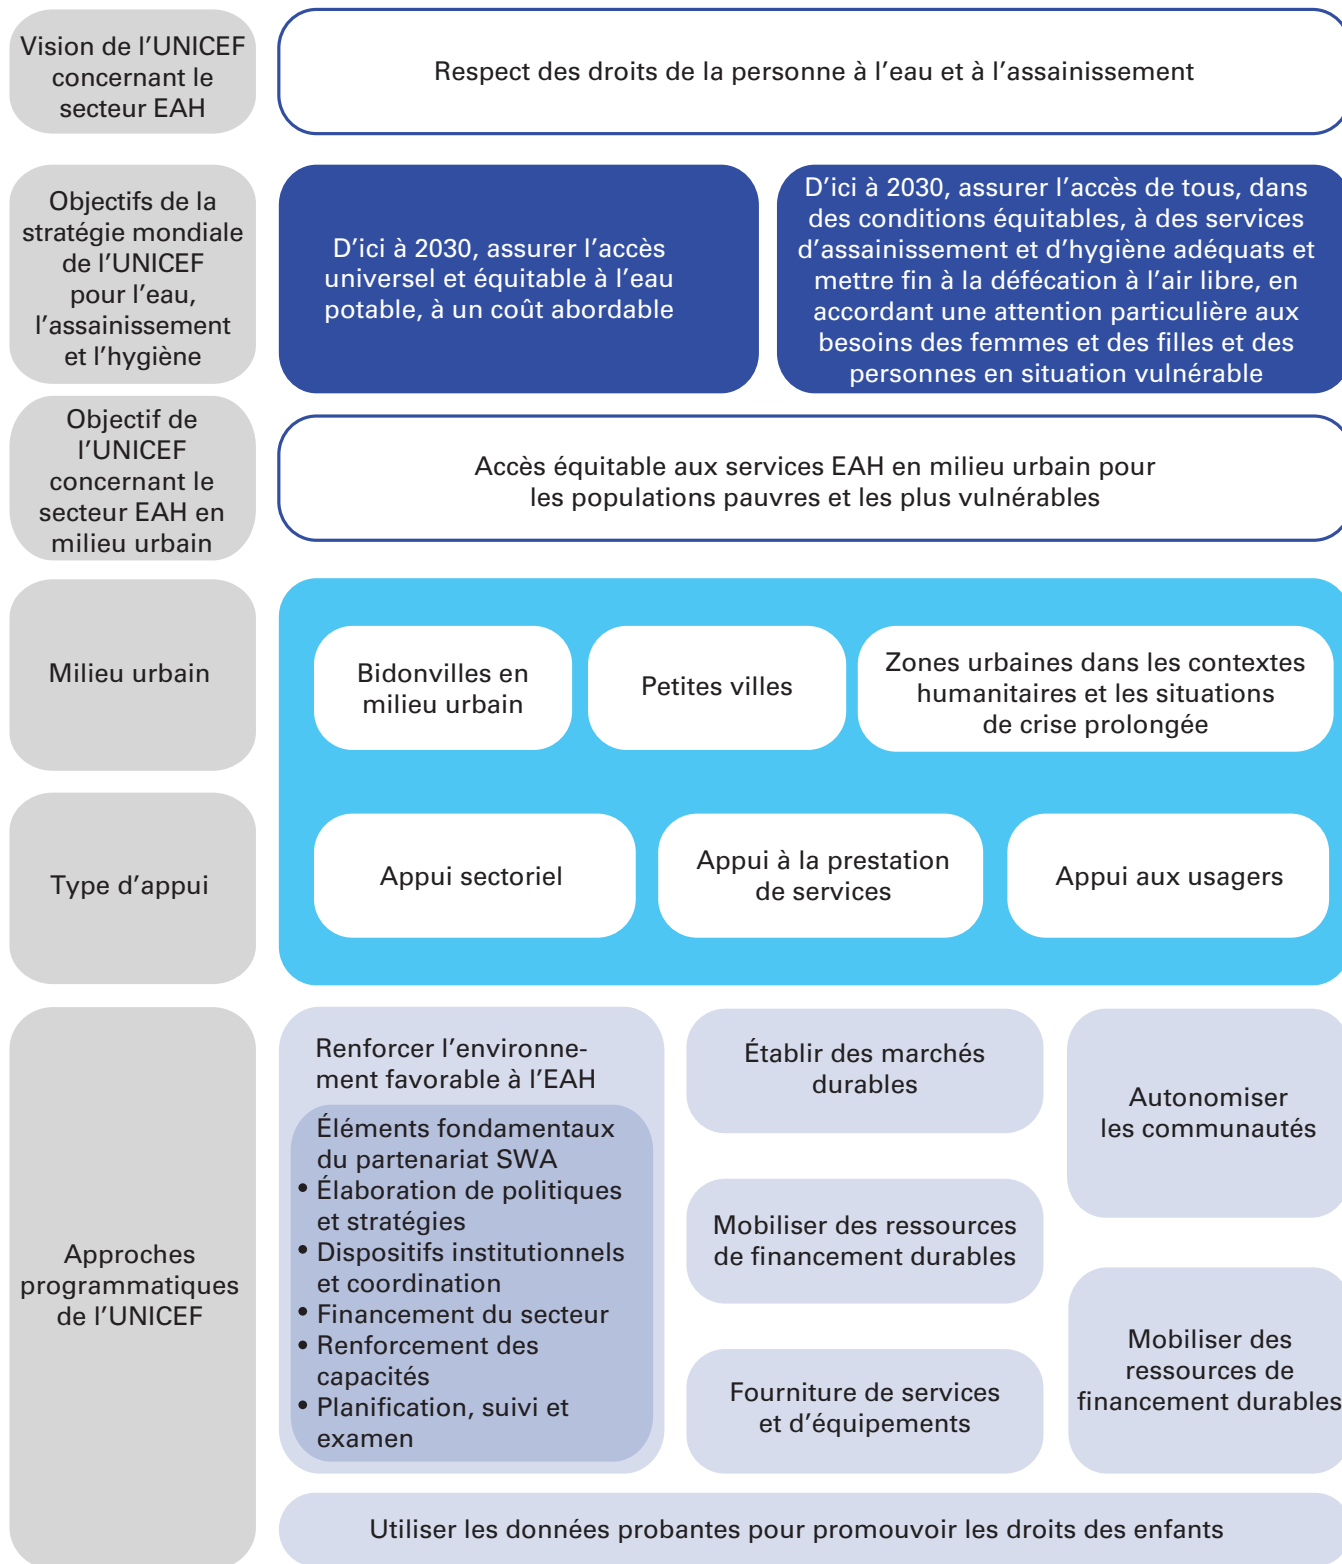 Vision de l’UNICEF
concernant le
secteur EAH
Respect des droits de la personne à l’eau et à l’assainissement
Objectifs de la
stratégie mondiale
de l’UNICEF
pour l’eau,
l’assainissement
et l’hygiène
D’ici à 2030, assurer l’accès
universel et équitable à l’eau
potable, à un coût abordable
D’ici à 2030, assurer l’accès de tous, dans
des conditions équitables, à des services
d’assainissement et d’hygiène adéquats et
mettre fin à la défécation à l’air libre, en
accordant une attention particulière aux
besoins des femmes et des filles et des
personnes en situation vulnérable
Objectif de
l’UNICEF
concernant le
secteur EAH en
milieu urbain
Accès équitable aux services EAH en milieu urbain pour
les populations pauvres et les plus vulnérables
Milieu urbain
Bidonvilles en
milieu urbain
Petites villes
Zones urbaines dans les contextes
humanitaires et les situations
de crise prolongée
Type d’appui
Appui sectoriel
Appui à la prestation
de services
Appui aux usagers
Approches
programmatiques
de l’UNICEF
Renforcer l’environne-
ment favorable à l’EAH
Éléments fondamentaux
du partenariat SWA
• Élaboration de politiques
et stratégies
• Dispositifs institutionnels
et coordination
• Financement du secteur
• Renforcement des
capacités
• Planification, suivi et
examen
Établir des marchés
durables
Mobiliser des ressources
de financement durables
Fourniture de services
et d’équipements
Autonomiser
les communautés
Mobiliser des
ressources de
financement durables
Utiliser les données probantes pour promouvoir les droits des enfants